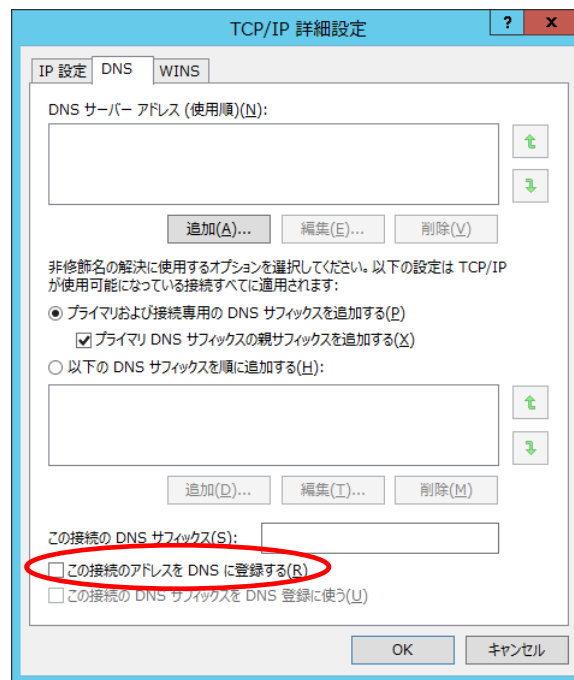 TCP/IP 詳細設定
? x
IP 設定 DNS WINS
DNS サーバー アドレス (使用順)(N):
追加(A)... 編集(E)... 削除(V)
非修飾名の解決に使用するオプションを選択してください。以下の設定は TCP/IP
が使用可能になっている接続すべてに適用されます:
プライマリおよび接続専用の DNS サフィックスを追加する(P)
プライマリ DNS サフィックスの親サフィックスを追加する(X)
以下の DNS サフィックスを順に追加する(H):
追加(D)... 編集(T)... 削除(M)
この接続の DNS サフィックス(S):
この接続のアドレスを DNS に登録する(R)
この接続の DNS サフィックスを DNS 登録に使う(U)
OK キャンセル